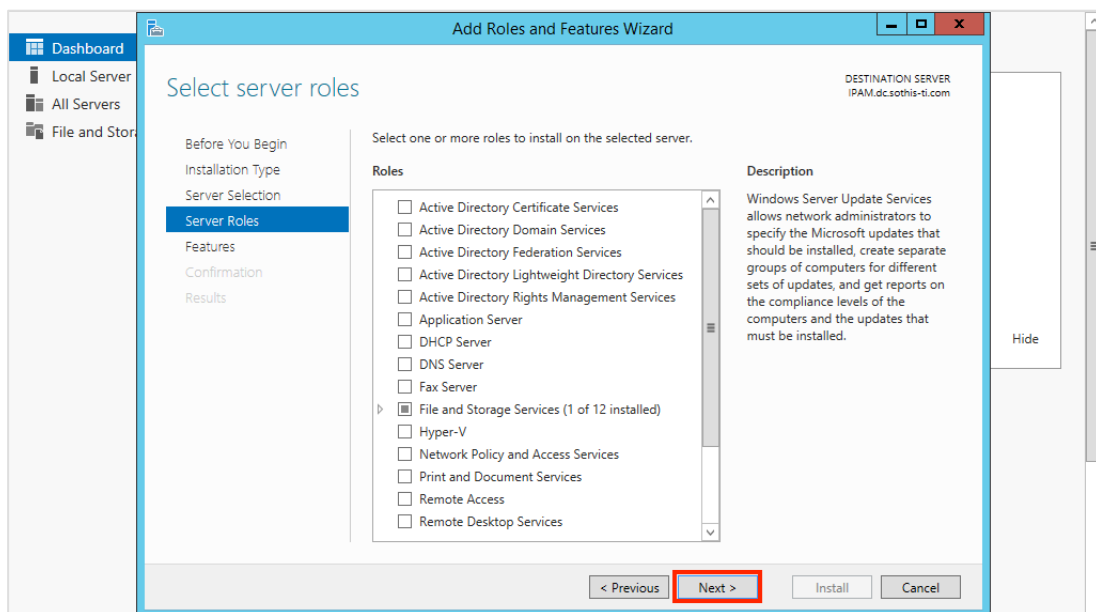 Add Roles and Features Wizard
Dashboard
Local Server
All Servers
File and Stor
Select server roles
DESTINATION SERVER
IPAM.dc.sothis-ti.com
Before You Begin
Installation Type
Server Selection
Server Roles
Features
Confirmation
Results
Select one or more roles to install on the selected server.
Roles
Active Directory Certificate Services
Active Directory Domain Services
Active Directory Federation Services
Active Directory Lightweight Directory Services
Active Directory Rights Management Services
Application Server
DHCP Server
DNS Server
Fax Server
File and Storage Services (1 of 12 installed)
Hyper-V
Network Policy and Access Services
Print and Document Services
Remote Access
Remote Desktop Services
Description
Windows Server Update Services
allows network administrators to
specify the Microsoft updates that
should be installed, create separate
groups of computers for different
sets of updates, and get reports on
the compliance levels of the
computers and the updates that
must be installed.
Hide
< Previous
Next >
Install
Cancel